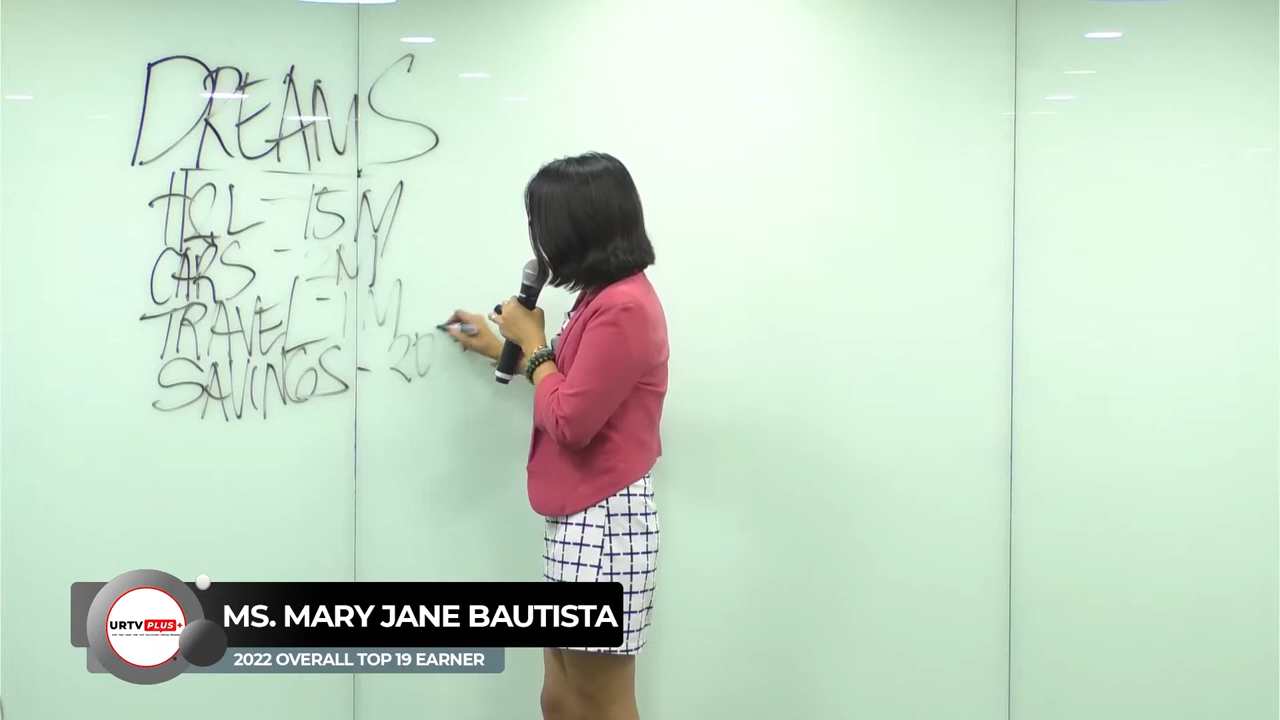 DREAMS
HCL - 15M
CARS - 2M
TRAVEL - 1M
SAVINGS - 20
URTV PLUS+
MS. MARY JANE BAUTISTA
2022 OVERALL TOP 19 EARNER